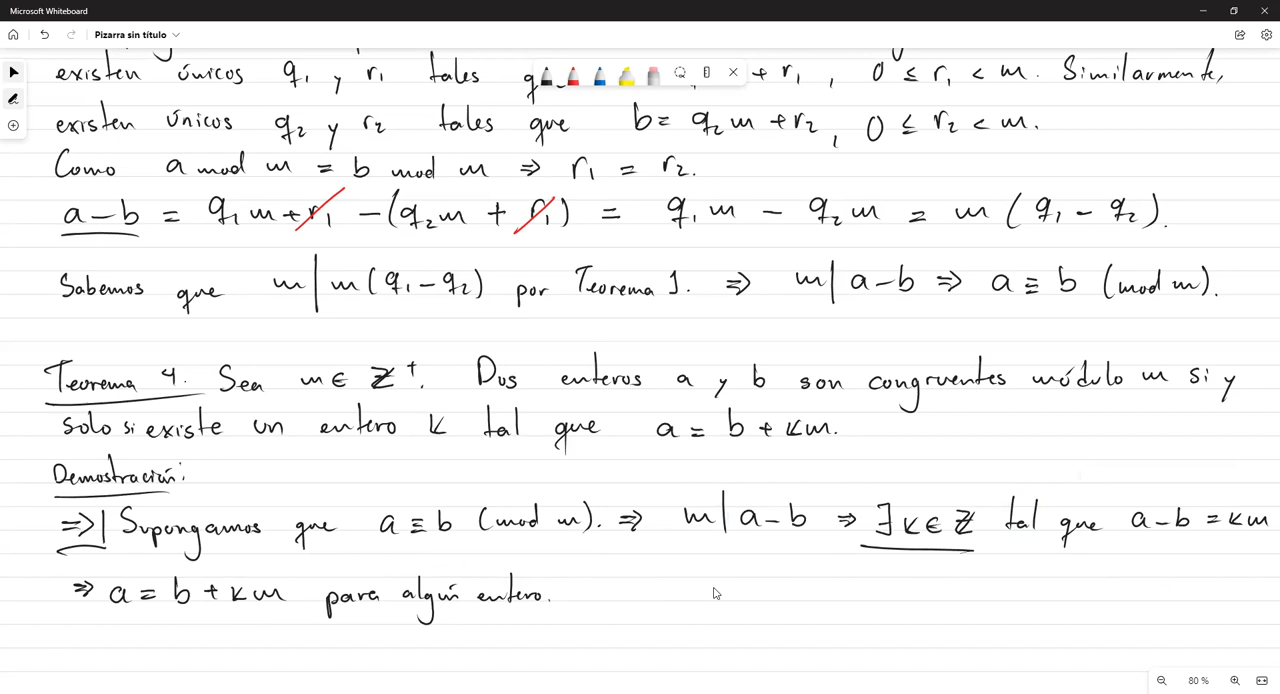 Microsoft Whiteboard
Pizarra sin título
existen únicos q₁ y r₁ tales + r₁ , 0 ≤ r₁ < m. Similarmente,
existen únicos q₂ y r₂ tales que b = q₂m + r₂, 0 ≤ r₂ < m.
Como a mod m = b mod m ⇒ r₁ = r₂.
a - b = q₁m + r₁ - (q₂m + r₁) = q₁m - q₂m = m(q₁ - q₂).
Sabemos que m | m(q₁ - q₂) por Teorema 1. ⇒ m | a - b ⇒ a ≡ b (mod m).
Teorema 4. Sea m ∈ ℤ⁺. Dos enteros a y b son congruentes módulo m si y
solo si existe un entero k tal que a = b + km.
Demostración:
⇒| Supongamos que a ≡ b (mod m). ⇒ m | a - b ⇒ ∃ k ∈ ℤ tal que a - b = km
⇒ a = b + km para algún entero.
80 %